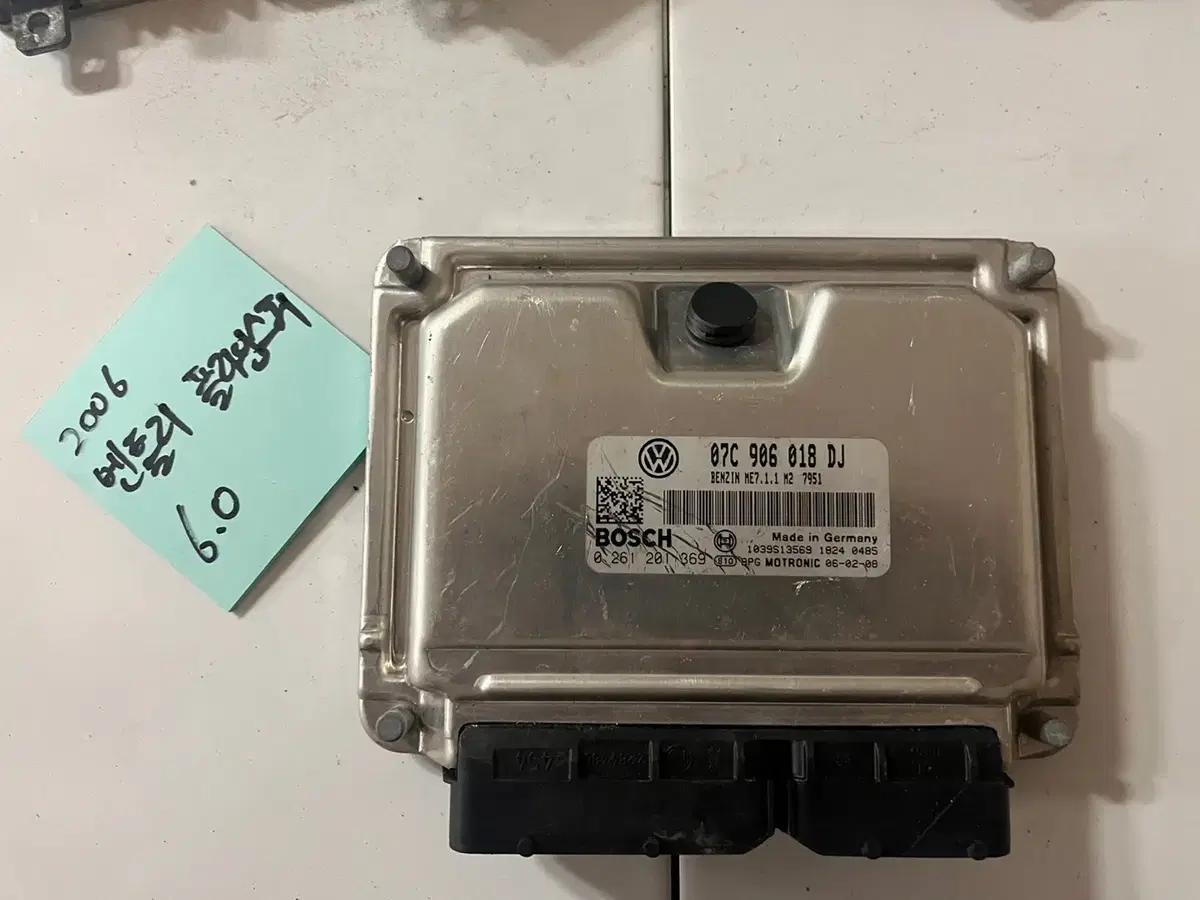 2006
벤틀리 플라잉스퍼
6.0
07C 906 018 DJ
BENZIN ME7.1.1 M2 7951
BOSCH
Made in Germany
1039S13569 1824 0485
0 261 201 369
BPG MOTRONIC 06-02-08